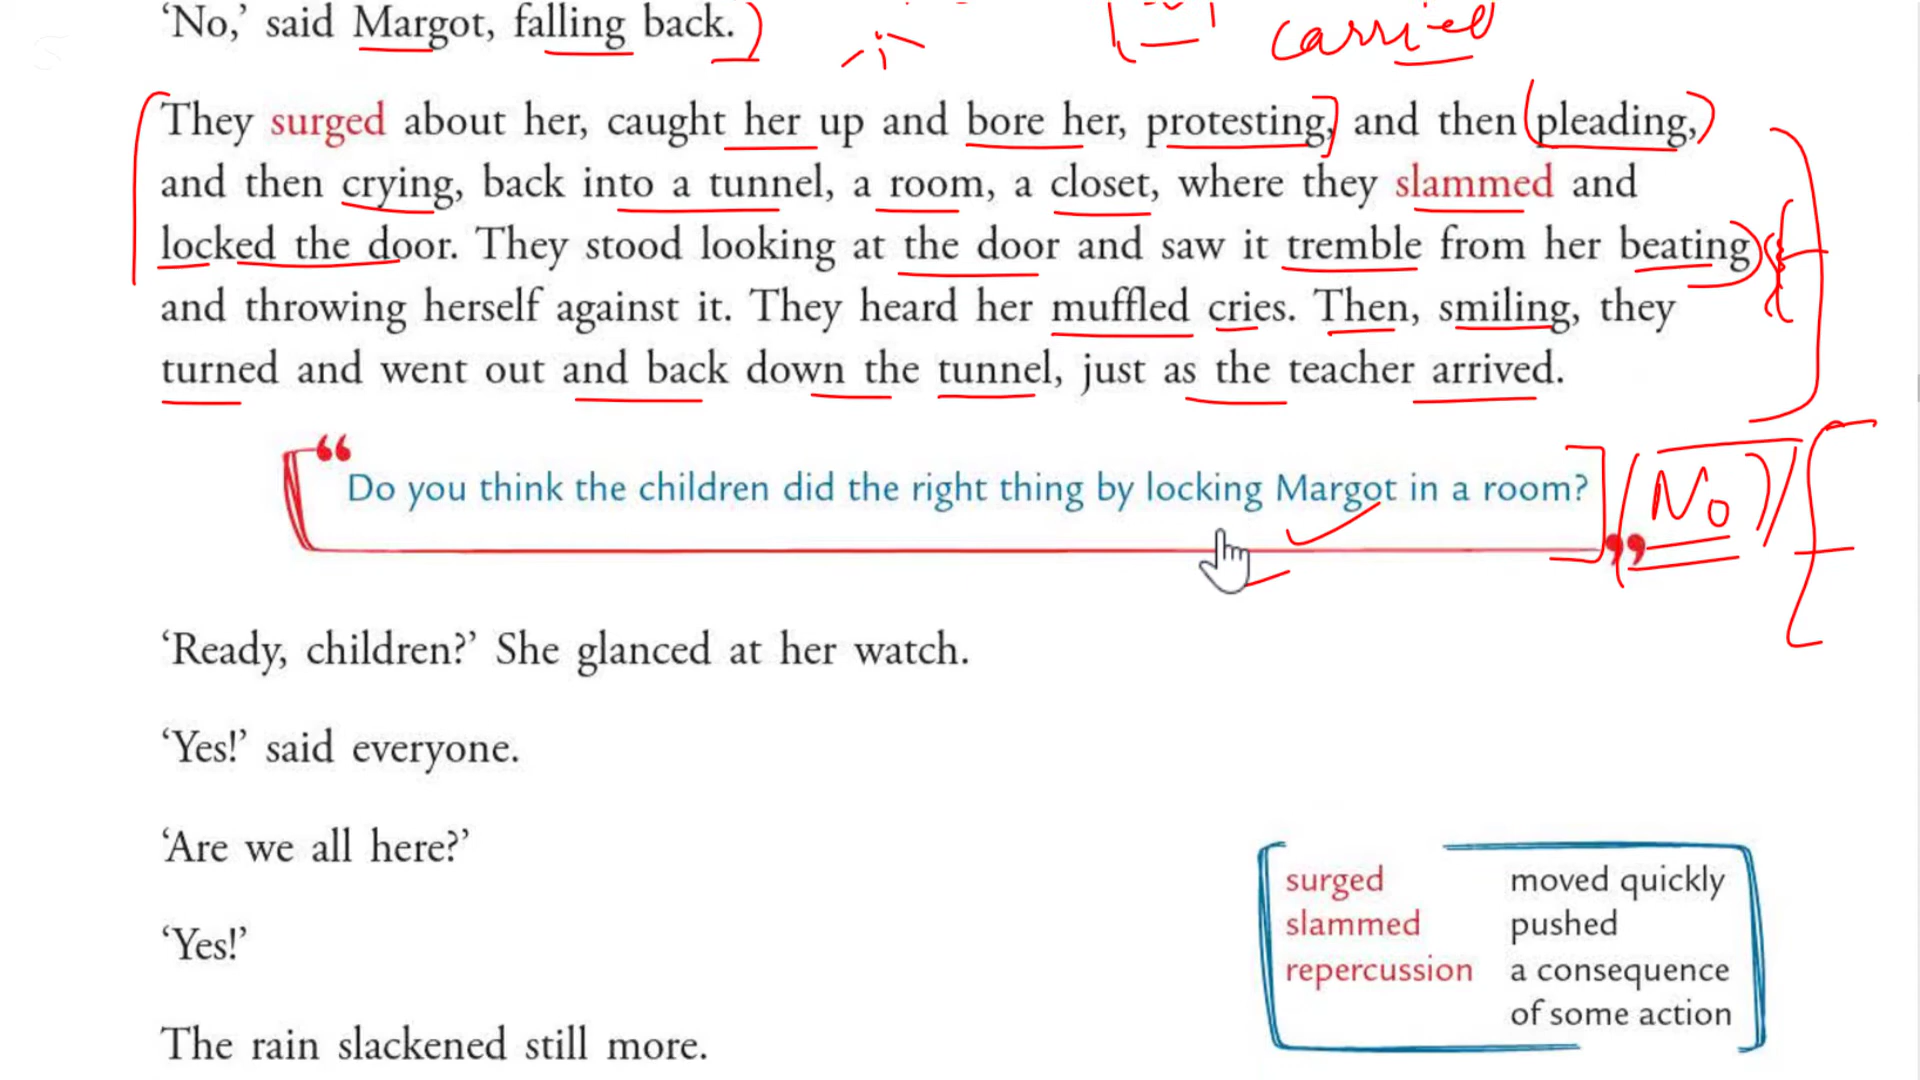 ‘No,’ said Margot, falling back.
carried
They surged about her, caught her up and bore her, protesting, and then pleading,
and then crying, back into a tunnel, a room, a closet, where they slammed and
locked the door. They stood looking at the door and saw it tremble from her beating
and throwing herself against it. They heard her muffled cries. Then, smiling, they
turned and went out and back down the tunnel, just as the teacher arrived.
“Do you think the children did the right thing by locking Margot in a room?”
No
‘Ready, children?’ She glanced at her watch.
‘Yes!’ said everyone.
‘Are we all here?’
‘Yes!’
The rain slackened still more.
surged moved quickly
slammed pushed
repercussion a consequence
of some action